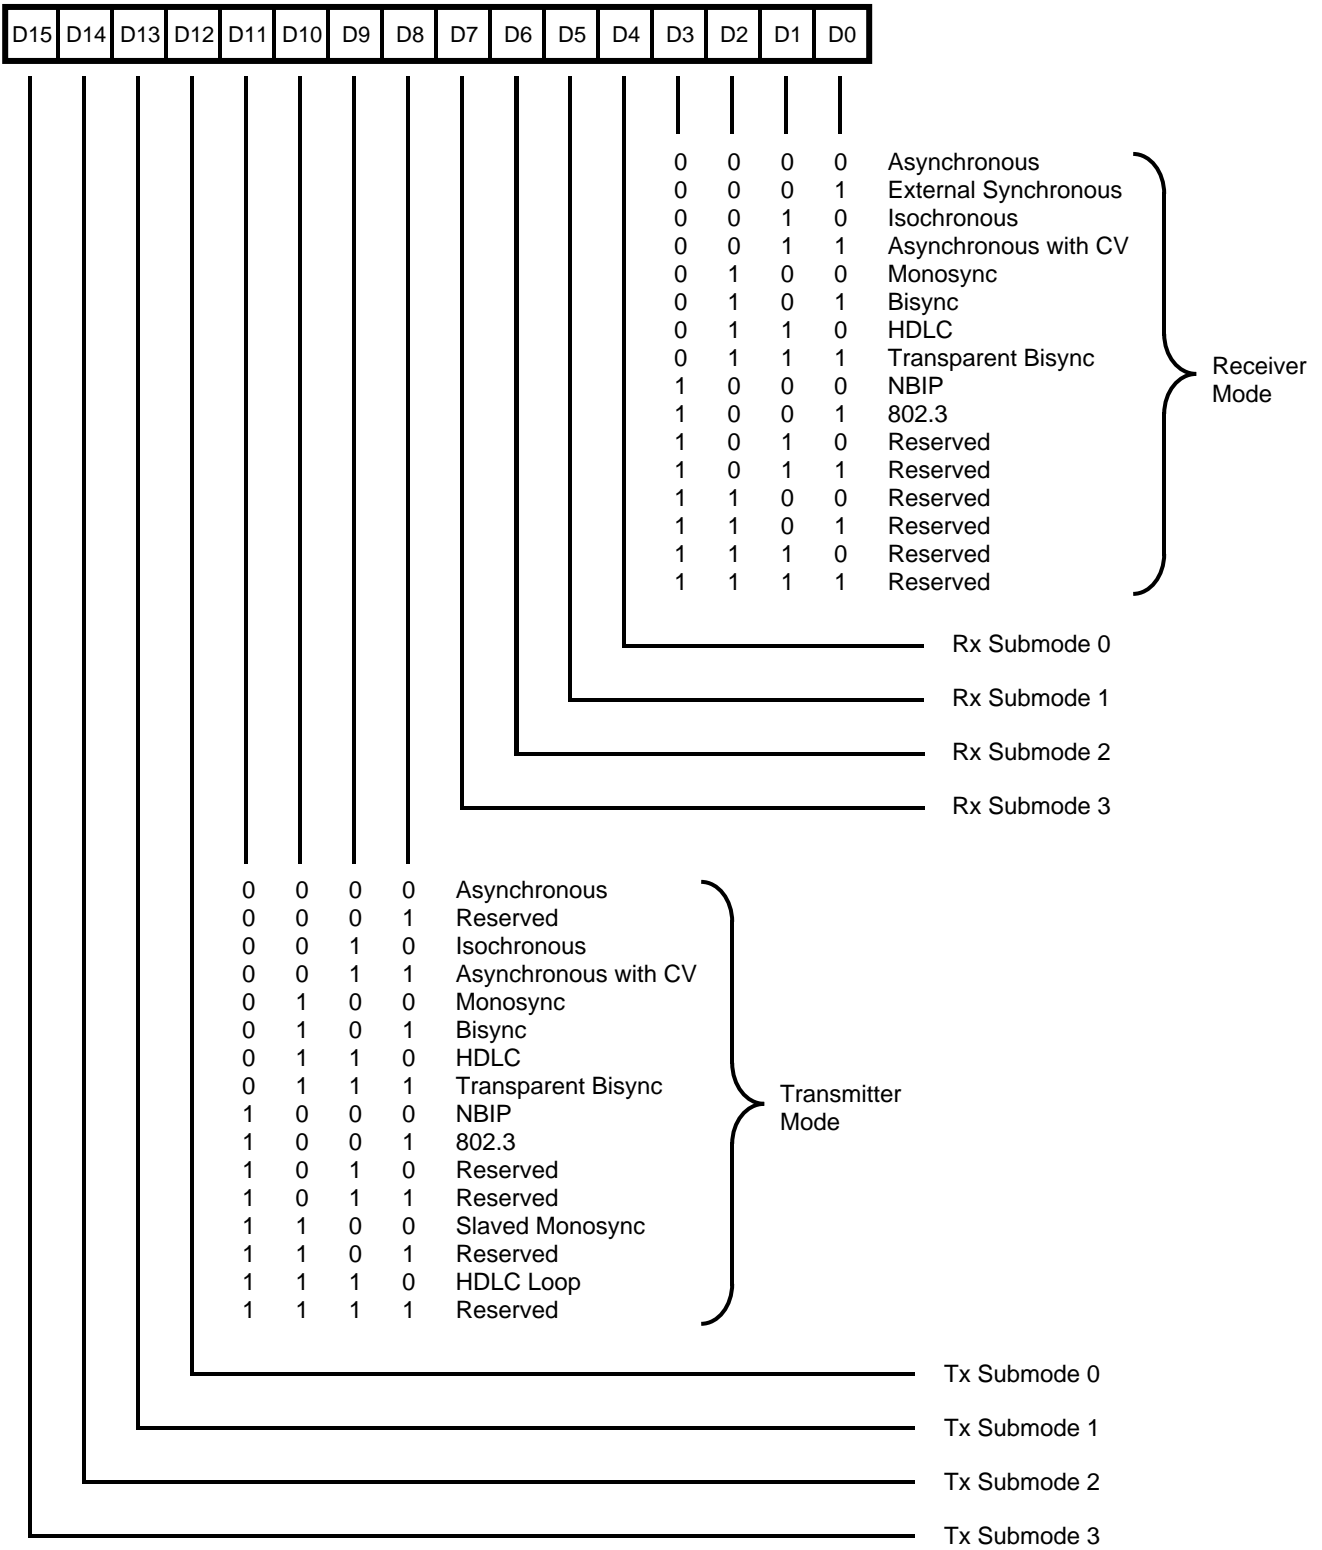 D15 D14 D13 D12 D11 D10 D9 D8 D7 D6 D5 D4 D3 D2 D1 D0
0 0 0 0 Asynchronous
0 0 0 1 External Synchronous
0 0 1 0 Isochronous
0 0 1 1 Asynchronous with CV
0 1 0 0 Monosync
0 1 0 1 Bisync
0 1 1 0 HDLC
0 1 1 1 Transparent Bisync
1 0 0 0 NBIP
1 0 0 1 802.3
1 0 1 0 Reserved
1 0 1 1 Reserved
1 1 0 0 Reserved
1 1 0 1 Reserved
1 1 1 0 Reserved
1 1 1 1 Reserved
Receiver
Mode
Rx Submode 0
Rx Submode 1
Rx Submode 2
Rx Submode 3
0 0 0 0 Asynchronous
0 0 0 1 Reserved
0 0 1 0 Isochronous
0 0 1 1 Asynchronous with CV
0 1 0 0 Monosync
0 1 0 1 Bisync
0 1 1 0 HDLC
0 1 1 1 Transparent Bisync
1 0 0 0 NBIP
1 0 0 1 802.3
1 0 1 0 Reserved
1 0 1 1 Reserved
1 1 0 0 Slaved Monosync
1 1 0 1 Reserved
1 1 1 0 HDLC Loop
1 1 1 1 Reserved
Transmitter
Mode
Tx Submode 0
Tx Submode 1
Tx Submode 2
Tx Submode 3